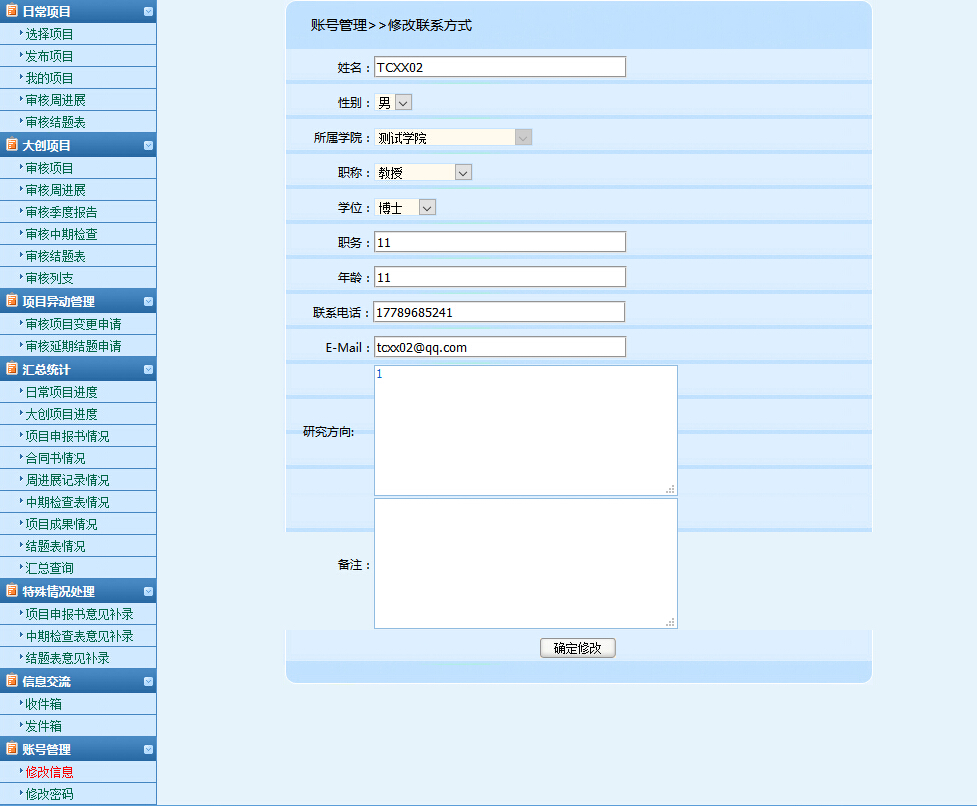 日常项目
选择项目
发布项目
我的项目
审核周进展
审核结题表
大创项目
审核项目
审核周进展
审核季度报告
审核中期检查
审核结题表
审核列支
项目异动管理
审核项目变更申请
审核延期结题申请
汇总统计
日常项目进度
大创项目进度
项目申报书情况
合同书情况
周进展记录情况
中期检查表情况
项目成果情况
结题表情况
汇总查询
特殊情况处理
项目申报书意见补录
中期检查表意见补录
结题表意见补录
信息交流
收件箱
发件箱
账号管理
修改信息
修改密码
账号管理>>修改联系方式
姓名：TCXX02
性别：男
所属学院：测试学院
职称：教授
学位：博士
职务：11
年龄：11
联系电话：17789685241
E-Mail：tcxx02@qq.com
研究方向: 1
备注：
确定修改